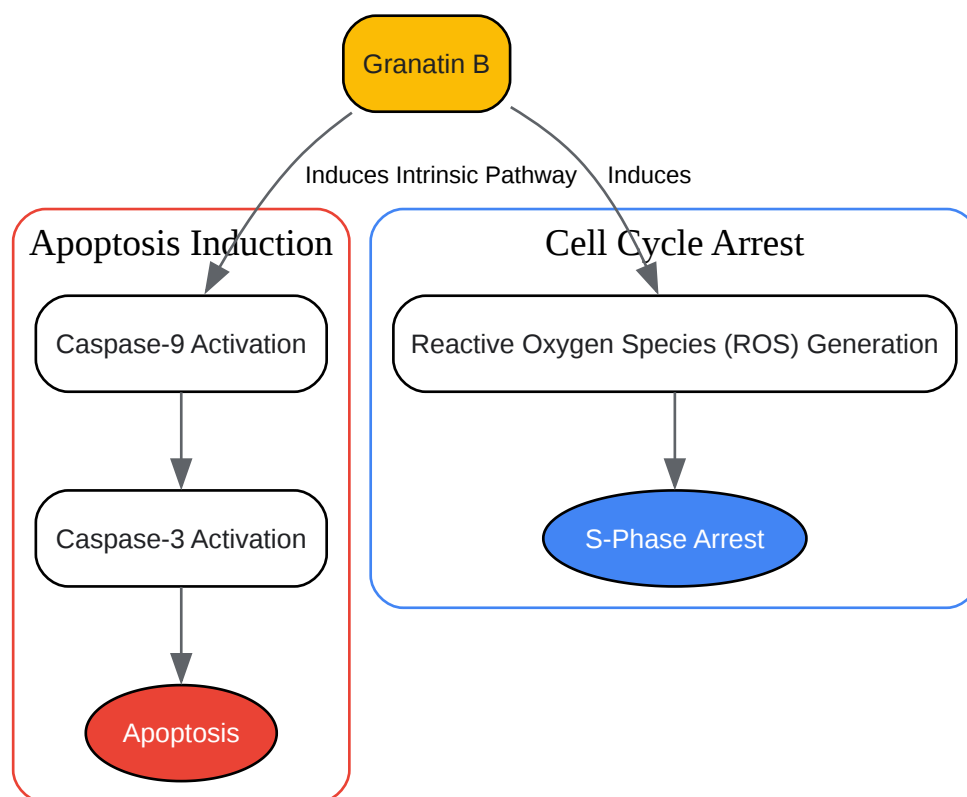 Granatin B
Induces Intrinsic Pathway
Induces
Apoptosis Induction
Cell Cycle Arrest
Caspase-9 Activation
Reactive Oxygen Species (ROS) Generation
Caspase-3 Activation
S-Phase Arrest
Apoptosis